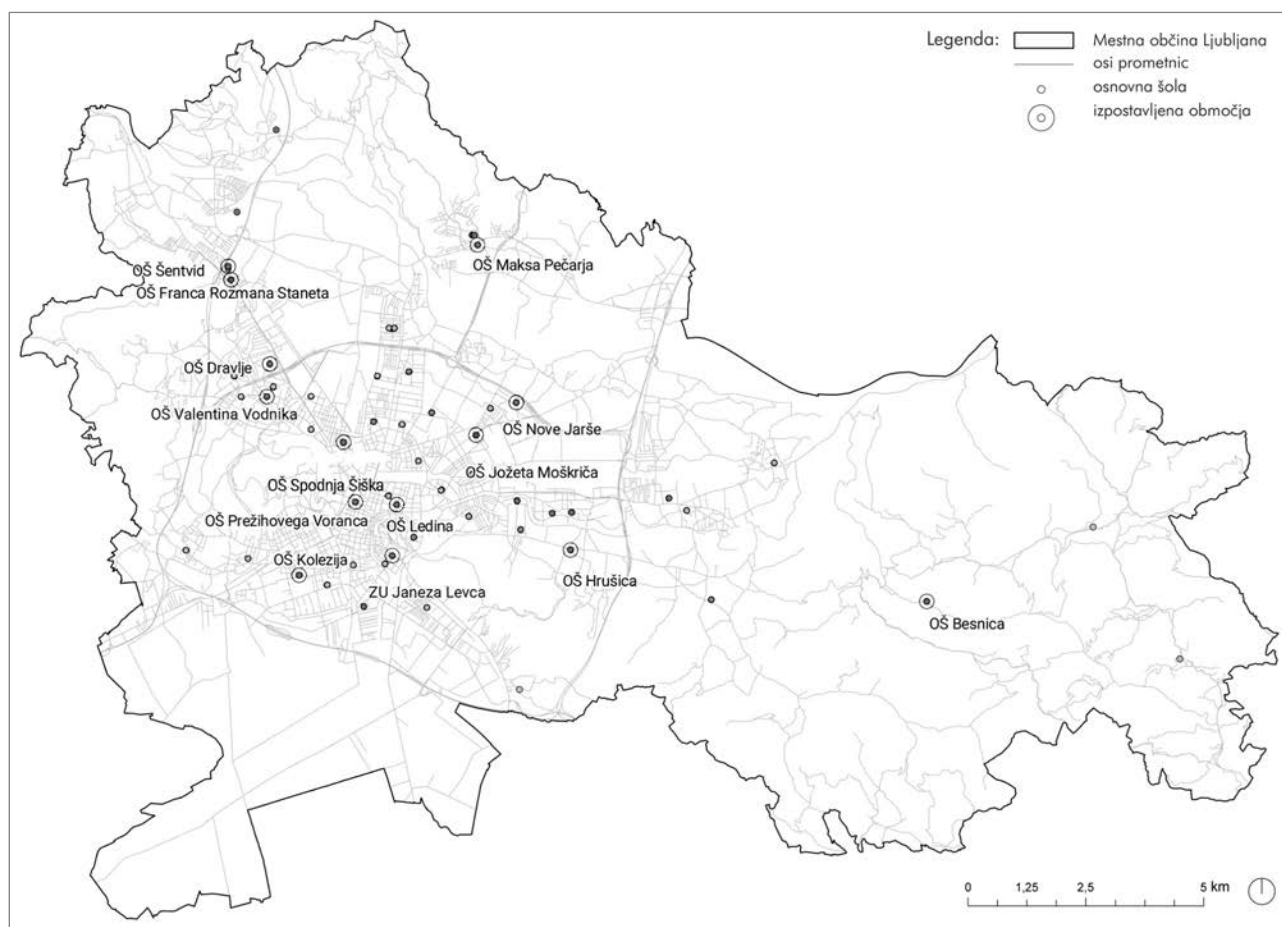 Legenda:
Mestna občina Ljubljana
osi prometnic
osnovna šola
izpostavljena območja
OŠ Šentvid
OŠ Maksa Pečarja
OŠ Franca Rozmana Staneta
OŠ Dravlje
OŠ Valentina Vodnika
OŠ Nove Jarše
OŠ Jožeta Moškriča
OŠ Spodnja Šiška
OŠ Prežihovega Voranca
OŠ Ledina
OŠ Kolezija
OŠ Hrušica
ZU Janeza Levca
OŠ Besnica
0 1,25 2,5 5 km